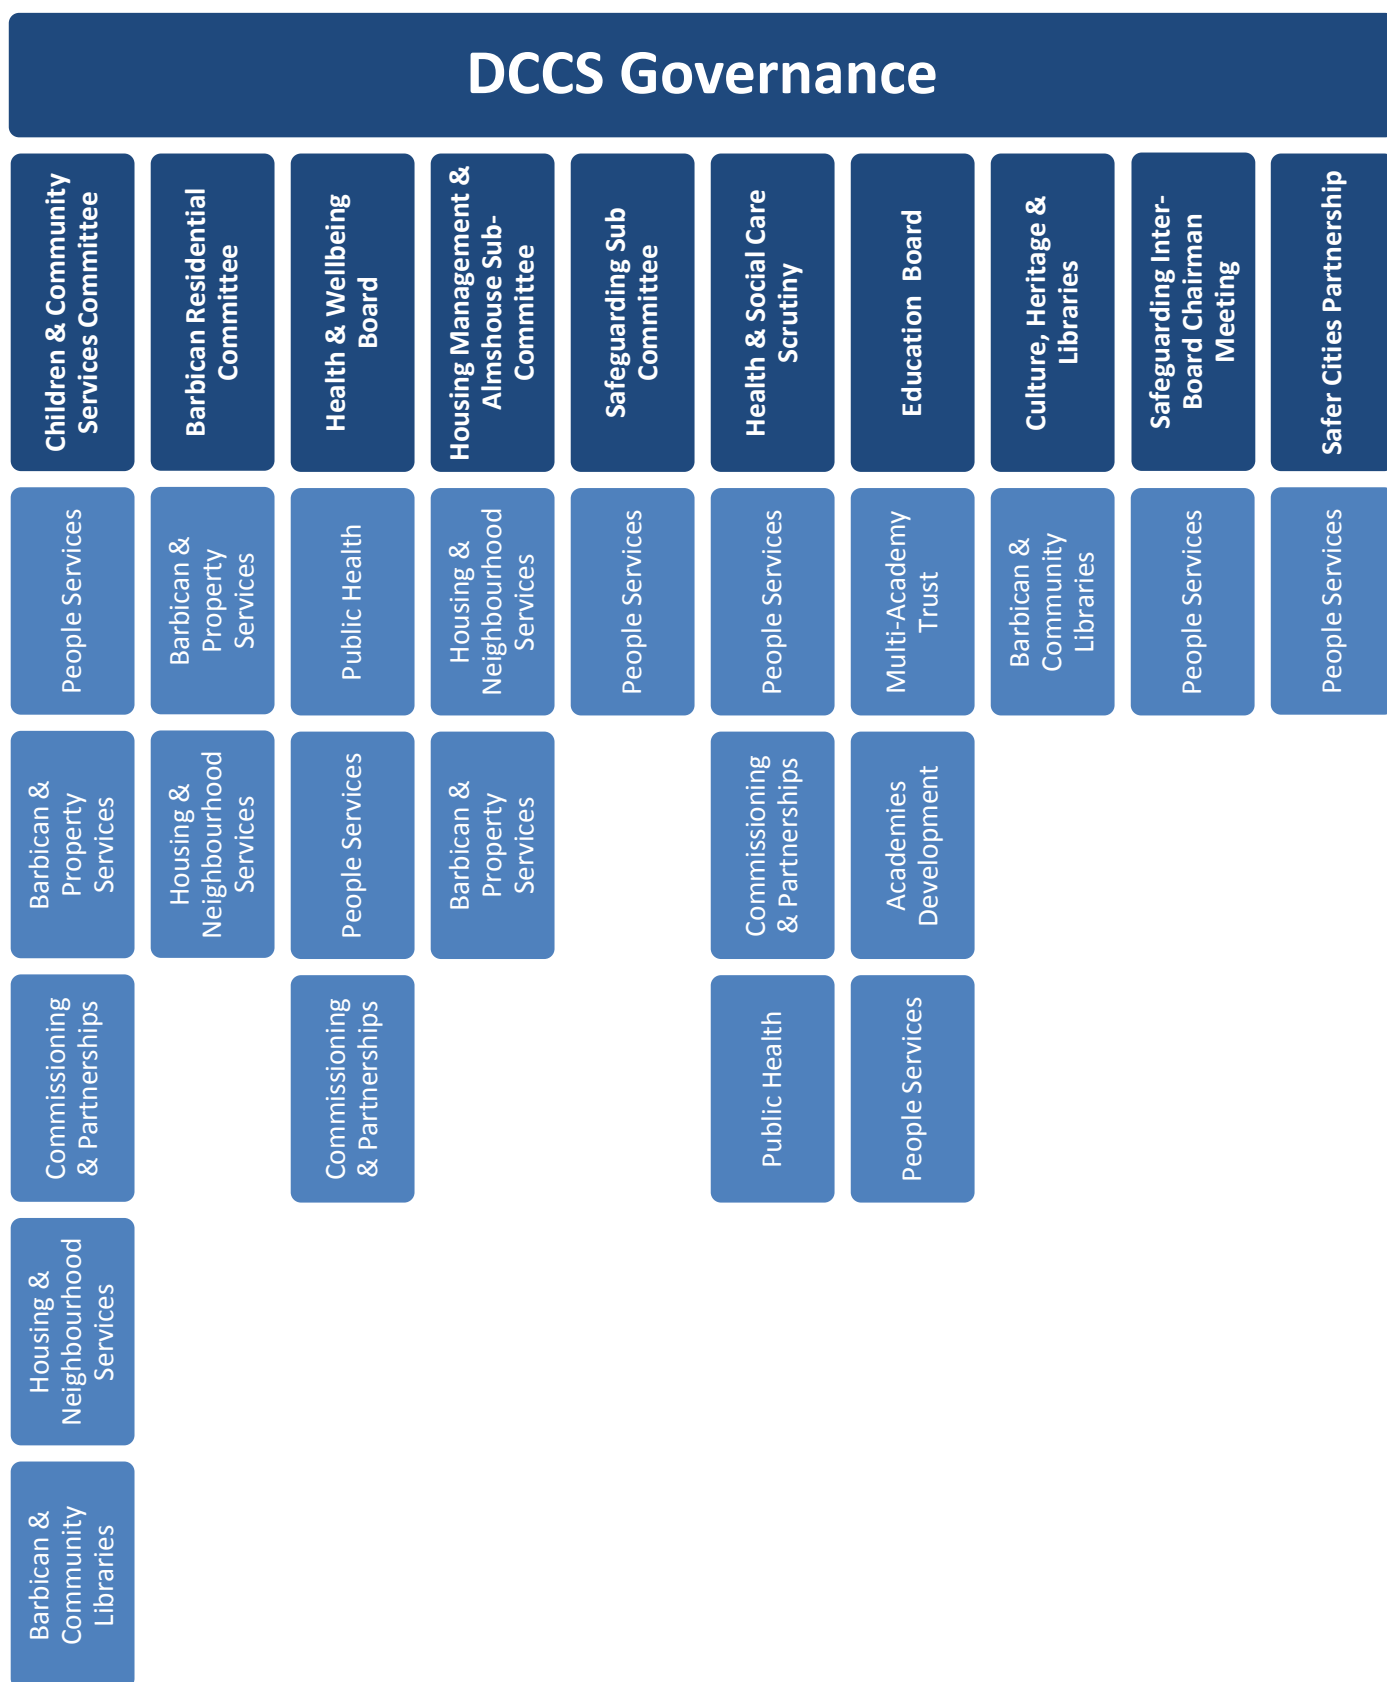 DCCS Governance
Children & Community
Services Committee
Barbican Residential
Committee
Health & Wellbeing
Board
Housing Management &
Almshouse Sub-
Committee
Safeguarding Sub
Committee
Health & Social Care
Scrutiny
Education Board
Culture, Heritage &
Libraries
Safeguarding Inter-
Board Chairman
Meeting
Safer Cities Partnership
People Services
Barbican &
Property
Services
Public Health
Housing &
Neighbourhood
Services
People Services
People Services
Multi-Academy
Trust
Barbican &
Community
Libraries
People Services
People Services
Barbican &
Property
Services
Housing &
Neighbourhood
Services
People Services
Barbican &
Property
Services
Commissioning
& Partnerships
Academies
Development
Commissioning
& Partnerships
Commissioning
& Partnerships
Public Health
People Services
Housing &
Neighbourhood
Services
Barbican &
Community
Libraries